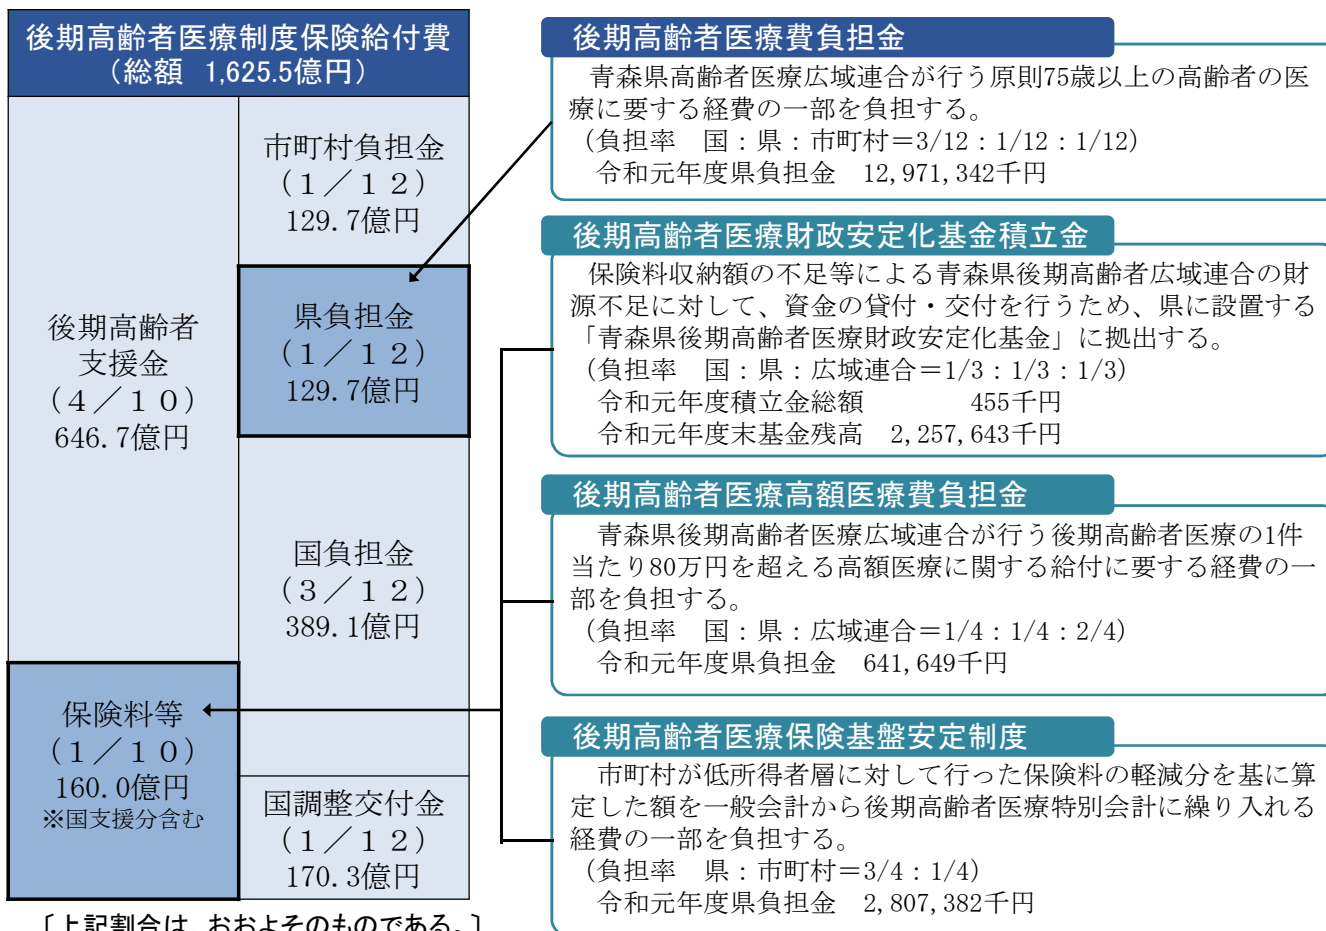 後期高齢者医療制度保険給付費
（総額　1,625.5億円）
後期高齢者
支援金
（４／１０）
646.7億円
保険料等
（１／１０）
160.0億円
※国支援分含む
市町村負担金
（１／１２）
129.7億円
県負担金
（１／１２）
129.7億円
国負担金
（３／１２）
389.1億円
国調整交付金
（１／１２）
170.3億円
〔上記割合は、おおよそのものである。〕
後期高齢者医療費負担金
青森県高齢者医療広域連合が行う原則75歳以上の高齢者の医
療に要する経費の一部を負担する。
（負担率　国：県：市町村＝3/12：1/12：1/12）
令和元年度県負担金　12,971,342千円
後期高齢者医療財政安定化基金積立金
保険料収納額の不足等による青森県後期高齢者広域連合の財
源不足に対して、資金の貸付・交付を行うため、県に設置する
「青森県後期高齢者医療財政安定化基金」に拠出する。
（負担率　国：県：広域連合＝1/3：1/3：1/3）
令和元年度積立金総額　455千円
令和元年度末基金残高　2,257,643千円
後期高齢者医療高額医療費負担金
青森県後期高齢者医療広域連合が行う後期高齢者医療の1件
当たり80万円を超える高額医療に関する給付に要する経費の一
部を負担する。
（負担率　国：県：広域連合＝1/4：1/4：2/4）
令和元年度県負担金　641,649千円
後期高齢者医療保険基盤安定制度
市町村が低所得者層に対して行った保険料の軽減分を基に算
定した額を一般会計から後期高齢者医療特別会計に繰り入れる
経費の一部を負担する。
（負担率　県：市町村＝3/4：1/4）
令和元年度県負担金　2,807,382千円